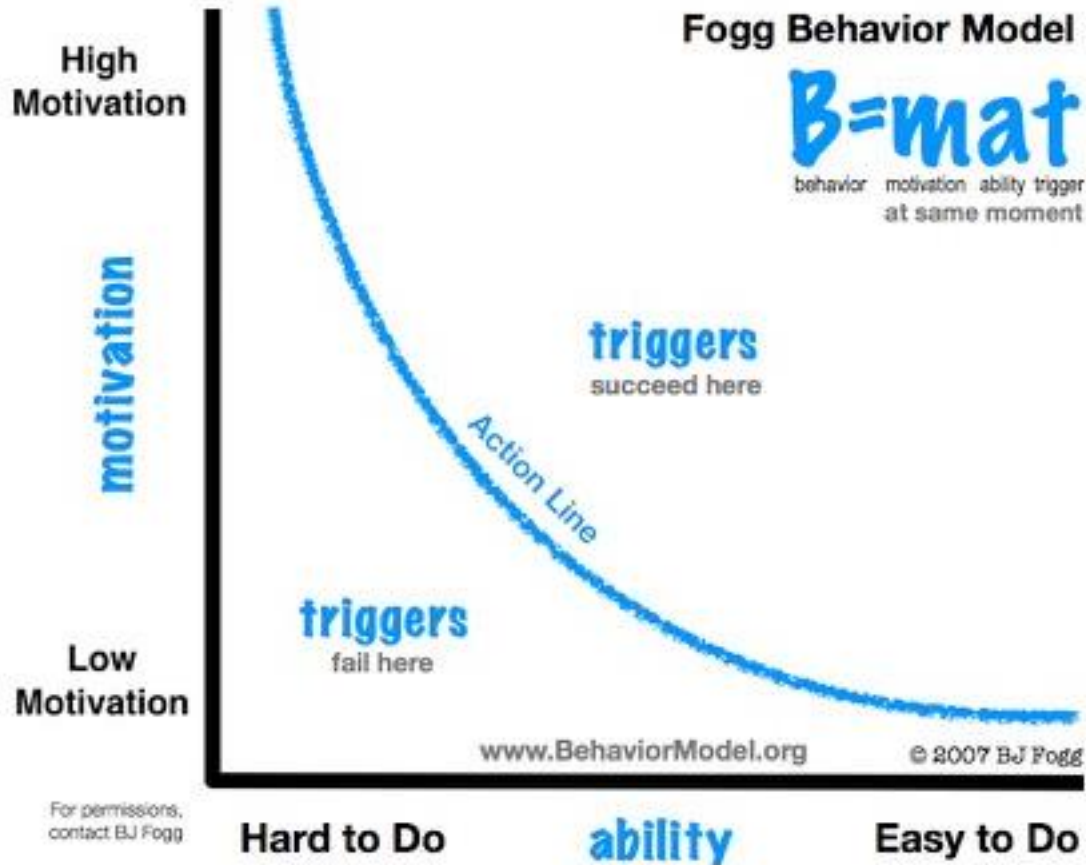 Fogg Behavior Model
B=mat
behavior motivation ability trigger
at same moment
High
Motivation
motivation
triggers
succeed here
Action Line
triggers
fail here
Low
Motivation
www.BehaviorModel.org
© 2007 BJ Fogg
For permissions,
contact BJ Fogg
Hard to Do
ability
Easy to Do